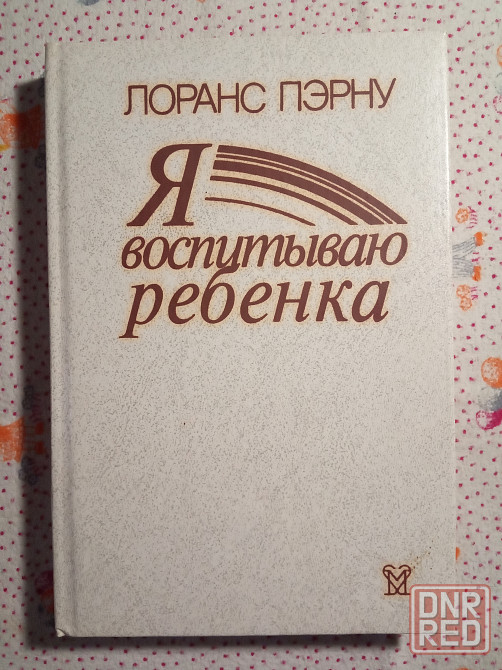 ЛОРАНС ПЭРНУ
Я
воспитываю
ребенка
М
DNR
RED